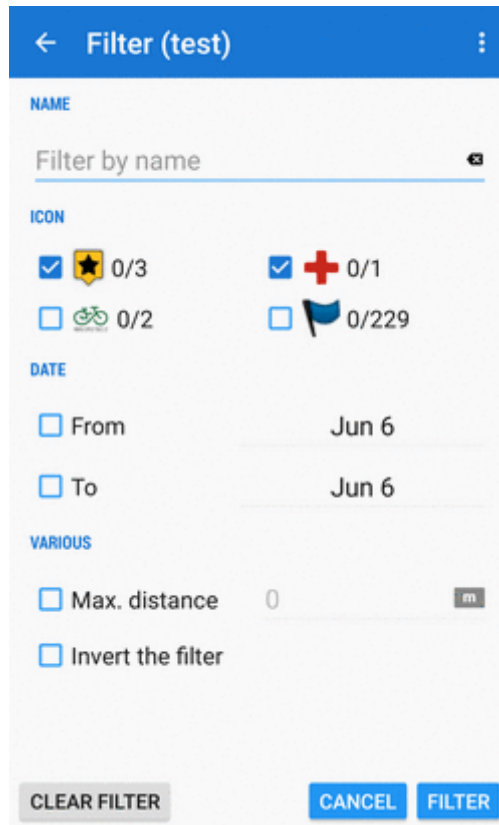 Filter (test)
NAME
Filter by name
ICON
0/3 0/1
0/2 0/229
DATE
From Jun 6
To Jun 6
VARIOUS
Max. distance 0 m
Invert the filter
CLEAR FILTER CANCEL FILTER